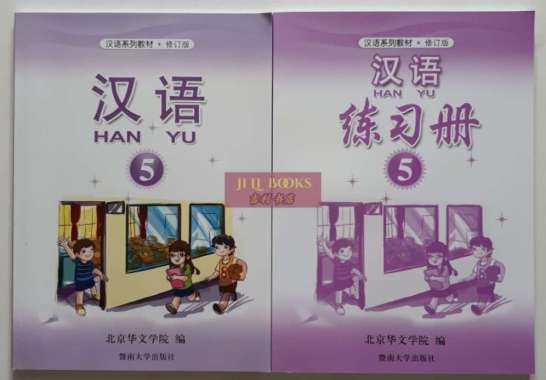 汉语系列教材·修订版
汉语
HAN YU
5
北京华文学院 编
暨南大学出版社
汉语系列教材·修订版
汉语
HAN YU
练习册
5
北京华文学院 编
暨南大学出版社
JI LI BOOKS